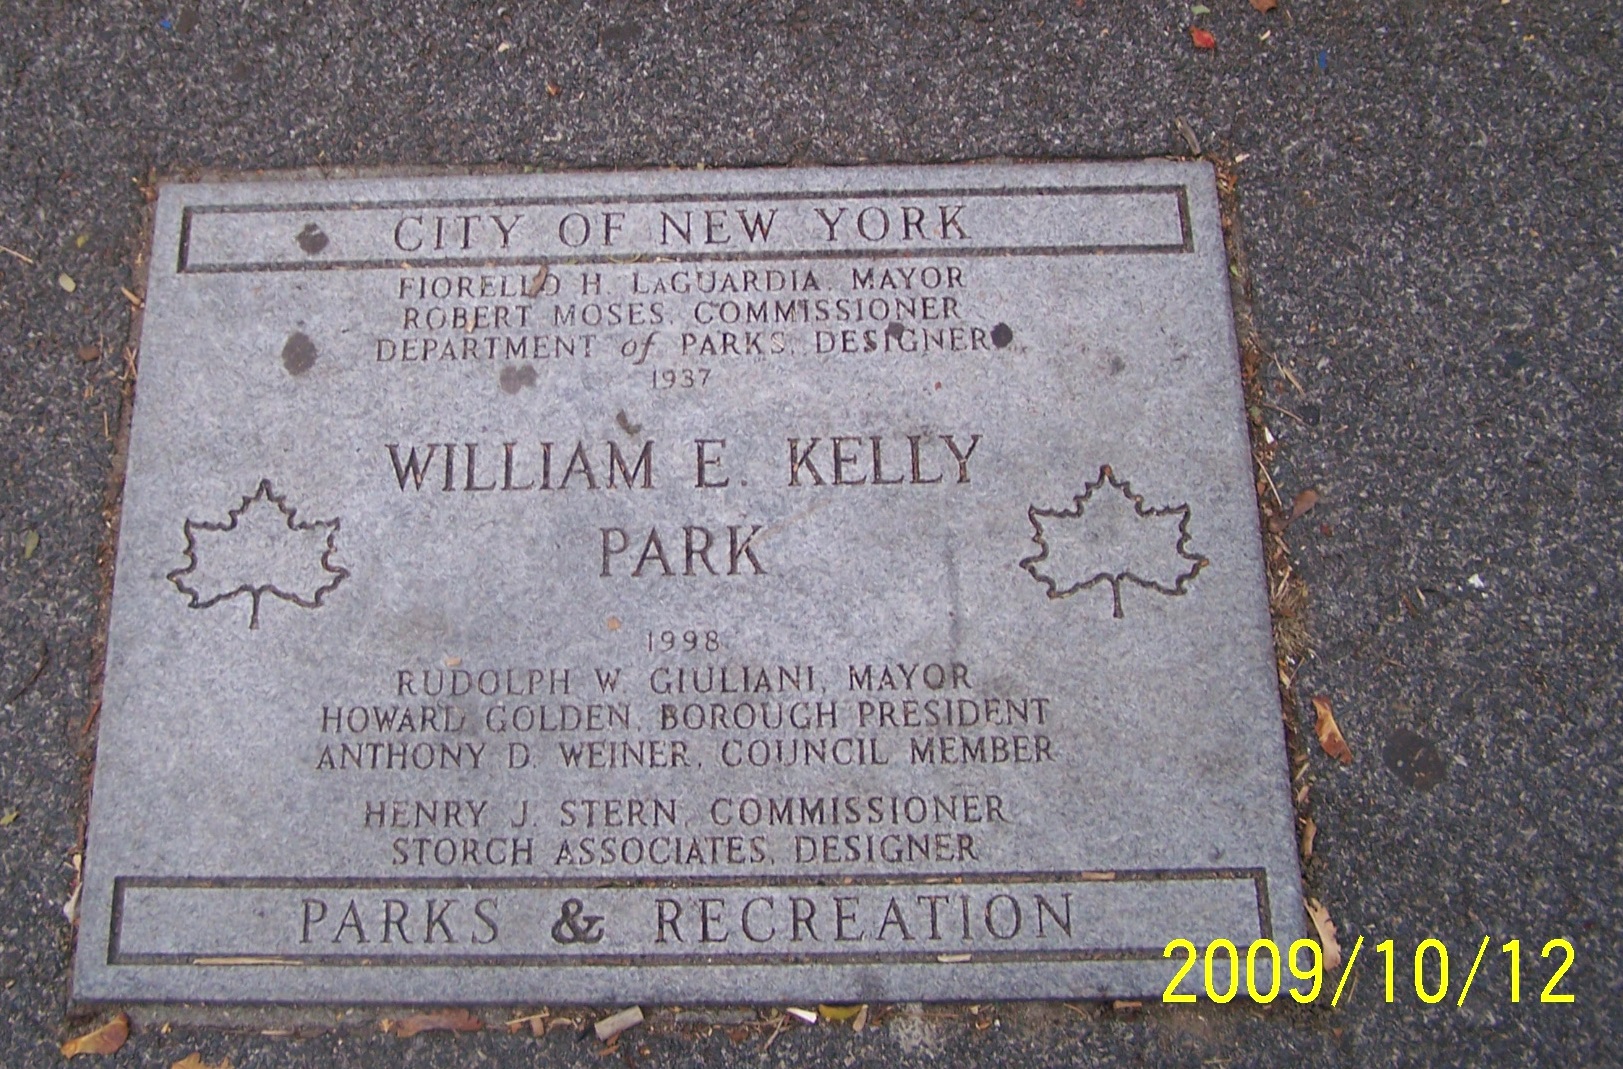 CITY OF NEW YORK
FIORELLO H. LAGUARDIA, MAYOR
ROBERT MOSES, COMMISSIONER
DEPARTMENT of PARKS, DESIGNER
1937
WILLIAM E. KELLY
PARK
1998
RUDOLPH W. GIULIANI, MAYOR
HOWARD GOLDEN, BOROUGH PRESIDENT
ANTHONY D. WEINER, COUNCIL MEMBER
HENRY J. STERN, COMMISSIONER
STORCH ASSOCIATES, DESIGNER
PARKS & RECREATION
2009/10/12